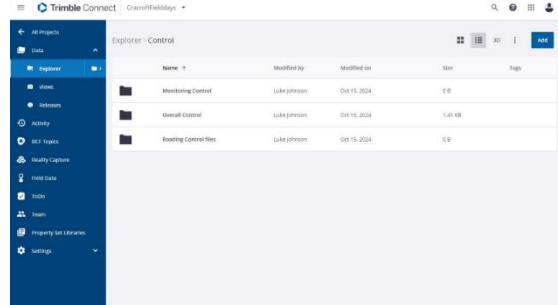 Trimble Connect CracroftFielddays
All Projects
Data
Explorer
Views
Releases
Activity
BCF Topics
Reality Capture
Field Data
ToDo
Team
Property Set Libraries
Settings
Explorer > Control
3D
Add
Name Modified by Modified on Size Tags
Monitoring Control Luke Johnson Oct 15, 2024 0 B
Overall Control Luke Johnson Oct 15, 2024 1.41 KB
Roading Control files Luke Johnson Oct 15, 2024 0 B